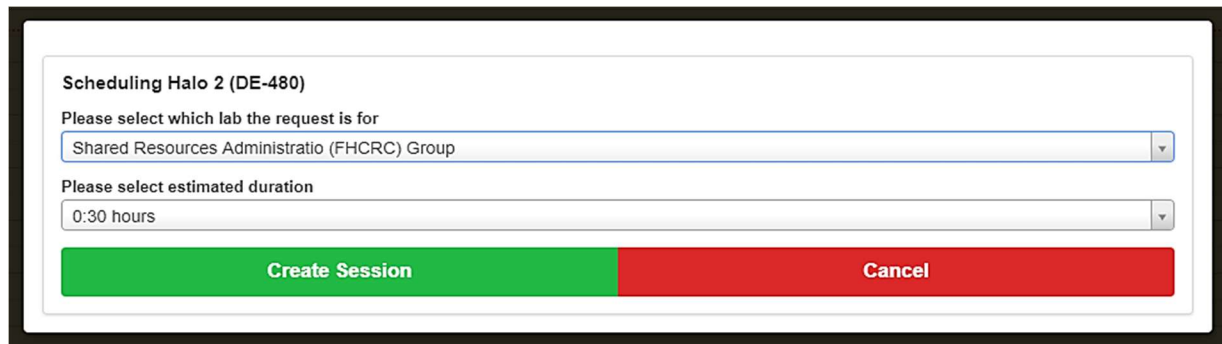 Scheduling Halo 2 (DE-480)
Please select which lab the request is for
Shared Resources Administratio (FHCRC) Group
Please select estimated duration
0:30 hours
Create Session Cancel